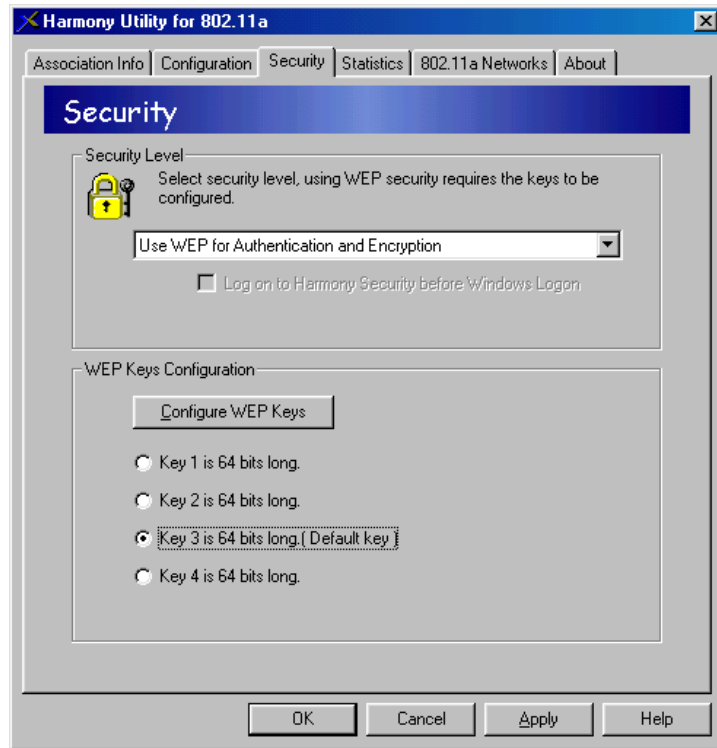 Harmony Utility for 802.11a
Association Info Configuration Security Statistics 802.11a Networks About
Security
Security Level
Select security level, using WEP security requires the keys to be
configured.
Use WEP for Authentication and Encryption
Log on to Harmony Security before Windows Logon
WEP Keys Configuration
Configure WEP Keys
Key 1 is 64 bits long.
Key 2 is 64 bits long.
Key 3 is 64 bits long.( Default key )
Key 4 is 64 bits long.
OK Cancel Apply Help